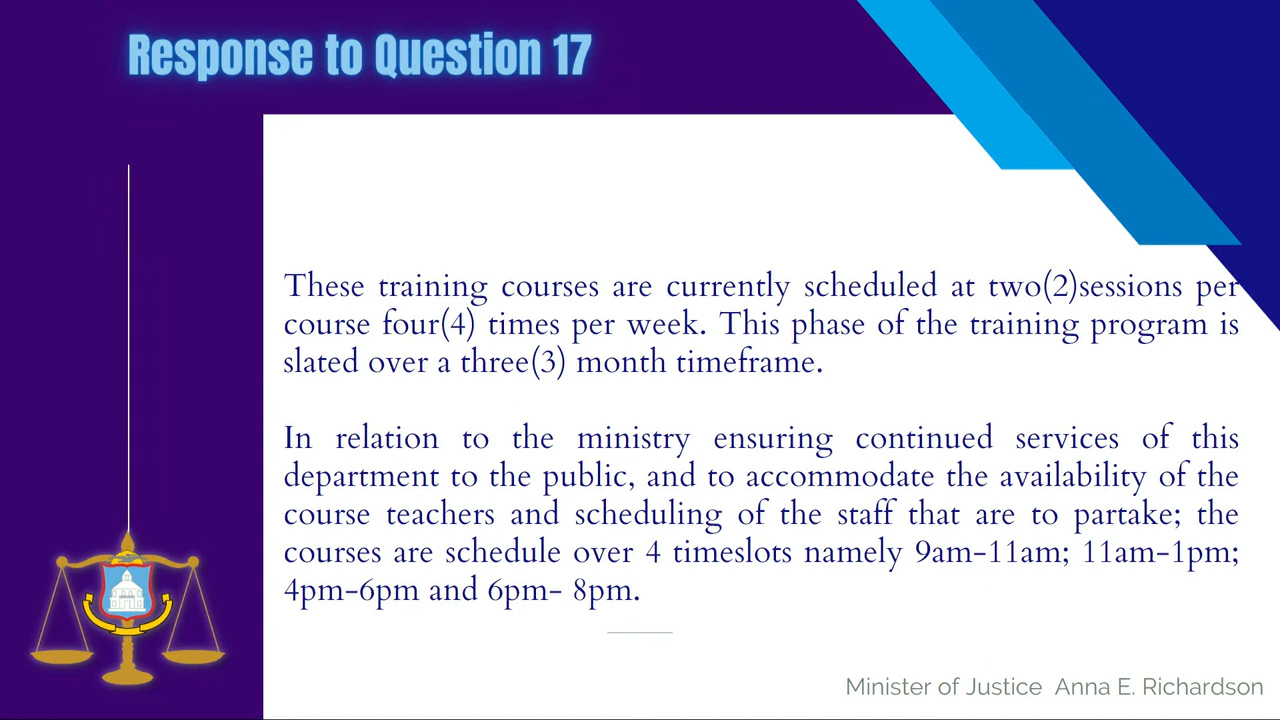 Response to Question 17
These training courses are currently scheduled at two(2)sessions per
course four(4) times per week. This phase of the training program is
slated over a three(3) month timeframe.
In relation to the ministry ensuring continued services of this
department to the public, and to accommodate the availability of the
course teachers and scheduling of the staff that are to partake; the
courses are schedule over 4 timeslots namely 9am-11am; 11am-1pm;
4pm-6pm and 6pm- 8pm.
Minister of Justice Anna E. Richardson